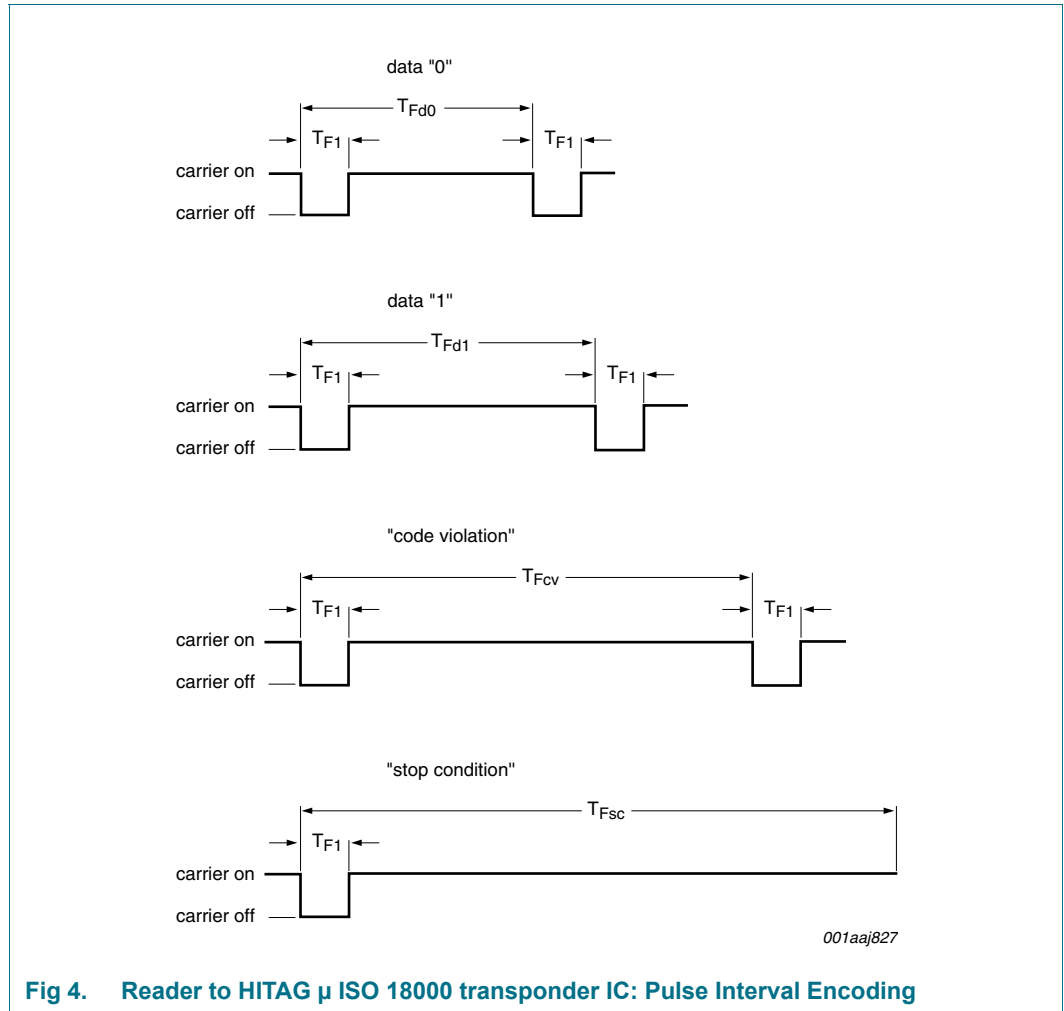 data "0"
TFd0
TF1 TF1
carrier on
carrier off
data "1"
TFd1
TF1 TF1
carrier on
carrier off
"code violation"
TFcv
TF1 TF1
carrier on
carrier off
"stop condition"
TFsc
TF1
carrier on
carrier off
001aaj827
Fig 4. Reader to HITAG µ ISO 18000 transponder IC: Pulse Interval Encoding